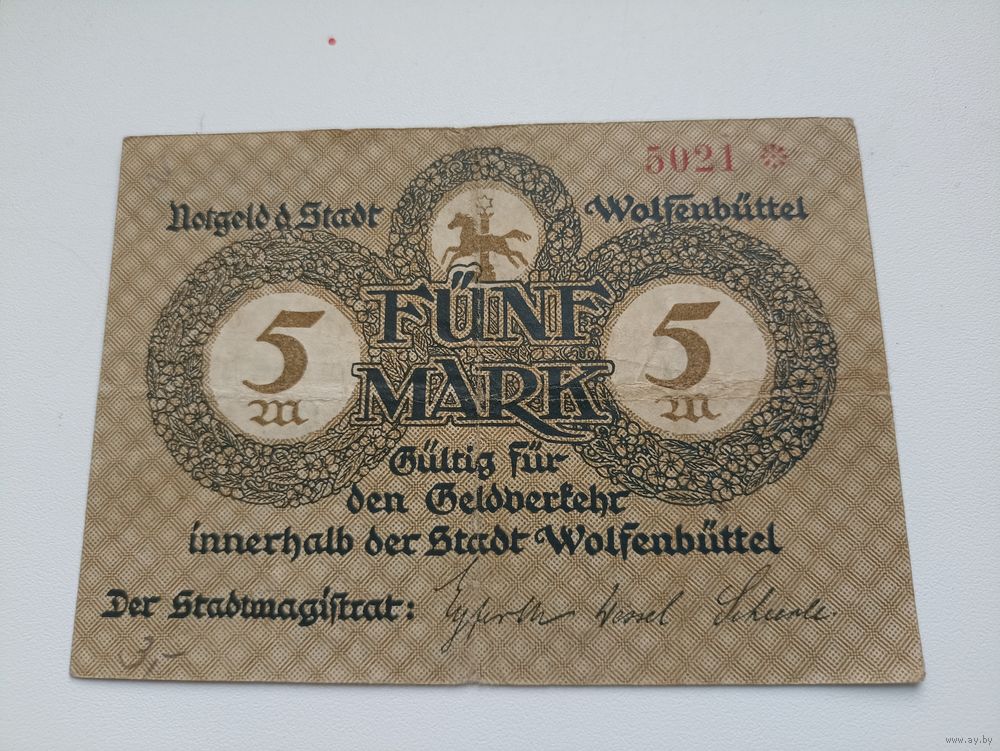 5021
Notgeld d. Stadt Wolfenbüttel
5 M
FÜNF
MARK
5 M
Gültig für
den Geldverkehr
innerhalb der Stadt Wolfenbüttel
Der Stadtmagistrat:
3,-
www.ay.by